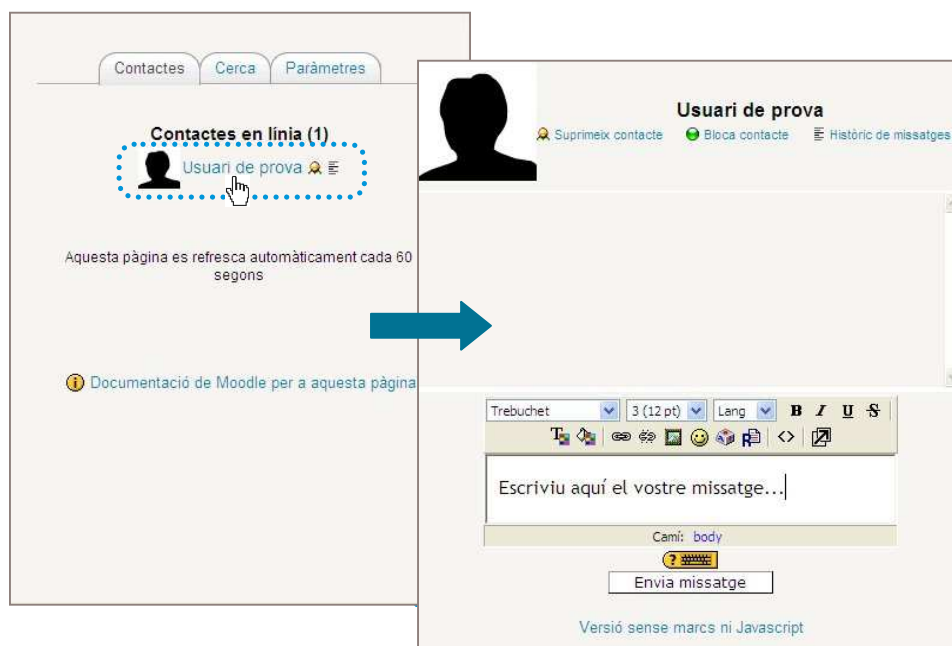 Contactes Cerca Paràmetres
Contactes en línia (1)
Usuari de prova
Aquesta pàgina es refresca automàticament cada 60
segons
Documentació de Moodle per a aquesta pàgina
Usuari de prova
Suprimeix contacte Bloca contacte Històric de missatges
Trebuchet 3 (12 pt) Lang B I U S
Escriviu aquí el vostre missatge...
Camí: body
?
Envia missatge
Versió sense marcs ni Javascript